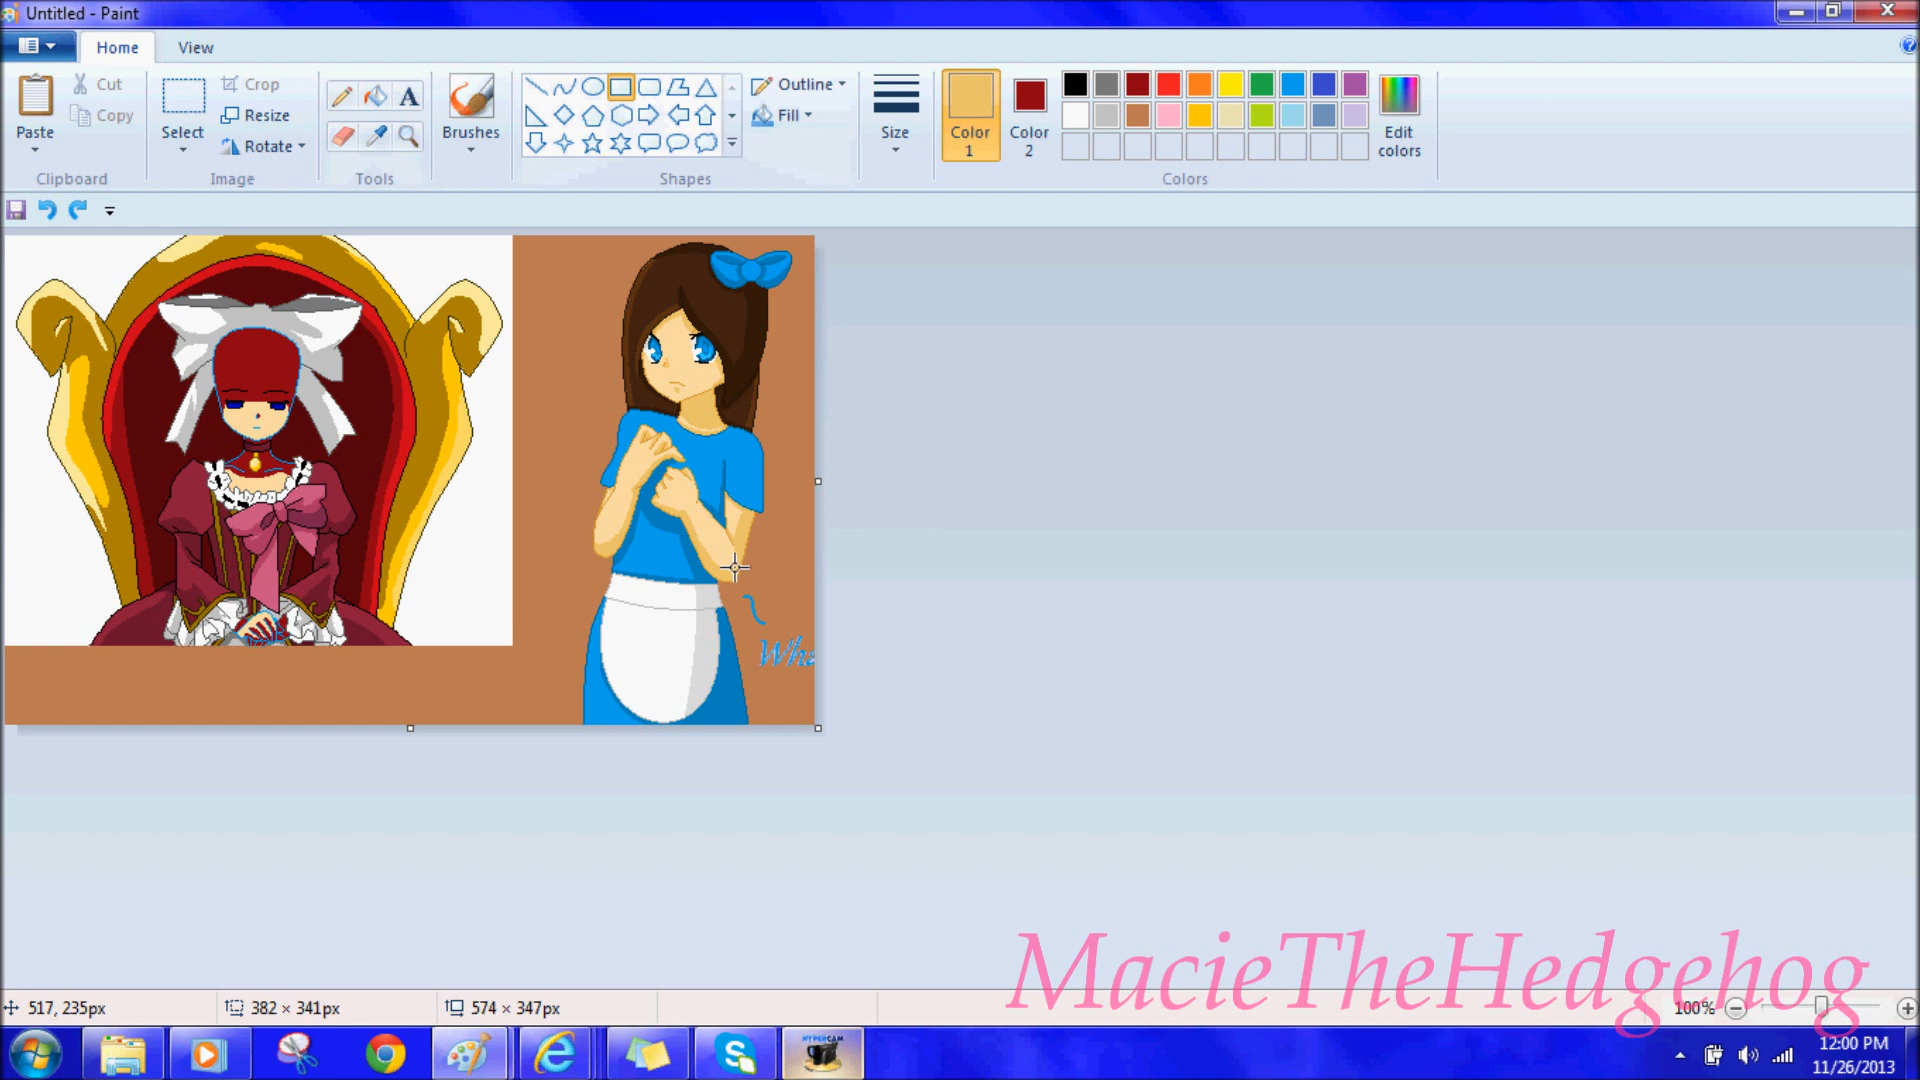 Untitled - Paint
Home View
Paste
Cut
Copy
Clipboard
Select
Crop
Resize
Rotate
Image
A
Tools
Brushes
Outline
Fill
Shapes
Size
Color 1
Color 2
Edit colors
Colors
Whe
MacieTheHedgehog
517, 235px
382 × 341px
574 × 347px
100%
HYPERCAM
12:00 PM
11/26/2013